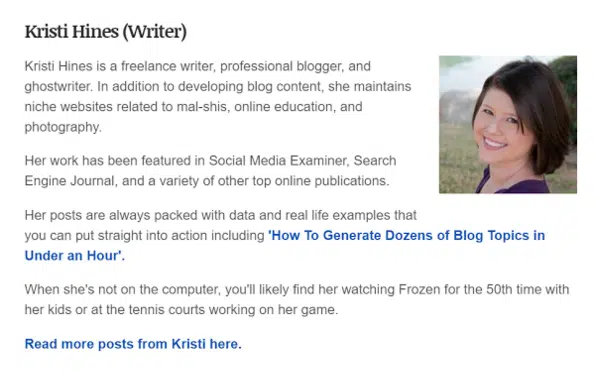 Kristi Hines (Writer)
Kristi Hines is a freelance writer, professional blogger, and
ghostwriter. In addition to developing blog content, she maintains
niche websites related to mal-shis, online education, and
photography.
Her work has been featured in Social Media Examiner, Search
Engine Journal, and a variety of other top online publications.
Her posts are always packed with data and real life examples that
you can put straight into action including 'How To Generate Dozens of Blog Topics in
Under an Hour'.
When she's not on the computer, you'll likely find her watching Frozen for the 50th time with
her kids or at the tennis courts working on her game.
Read more posts from Kristi here.